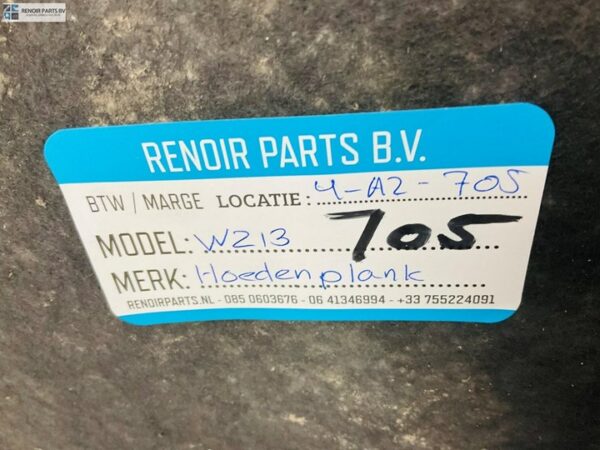 RENOIR PARTS BV
RENOIR PARTS B.V.
BTW / MARGE LOCATIE: 4-A2-705
MODEL: W213 705
MERK: Hoedenplank
RENOIRPARTS.NL - 085 0603676 - 06 41346994 - +33 755224091